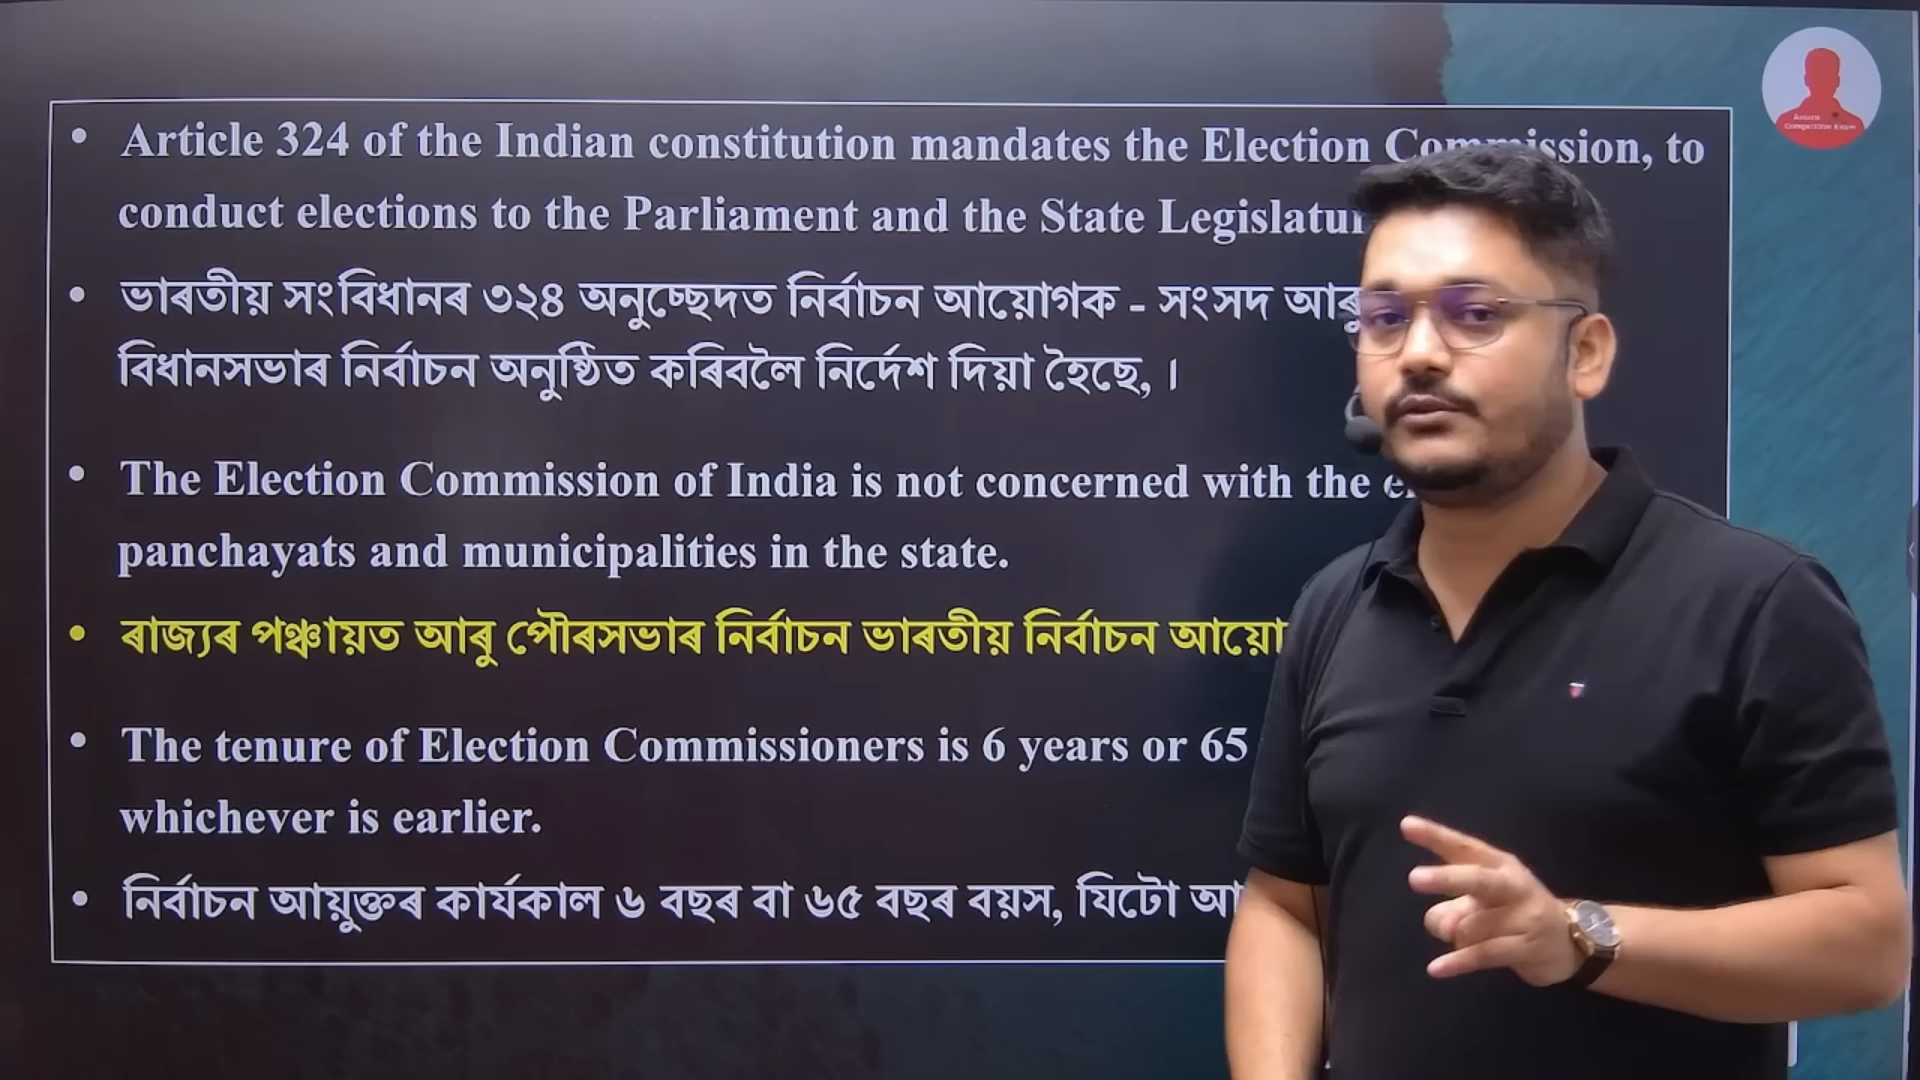 • Article 324 of the Indian constitution mandates the Election Commission, to
conduct elections to the Parliament and the State
• ভাৰতীয় সংবিধানৰ ৩২৪ অনুচ্ছেদত নিৰ্বাচন আয়োগক - সংসদ আৰু
বিধানসভাৰ নিৰ্বাচন অনুষ্ঠিত কৰিবলৈ নিৰ্দেশ দিয়া হৈছে, ।
• The Election Commission of India is not concerned with the
panchayats and municipalities in the state.
• ৰাজ্যৰ পঞ্চায়ত আৰু পৌৰসভাৰ নিৰ্বাচন ভাৰতীয় নিৰ্বাচন
• The tenure of Election Commissioners is 6 years or 65
whichever is earlier.
• নিৰ্বাচন আয়ুক্তৰ কাৰ্যকাল ৬ বছৰ বা ৬৫ বছৰ বয়স, যিটো
Assam
Competitive Exam